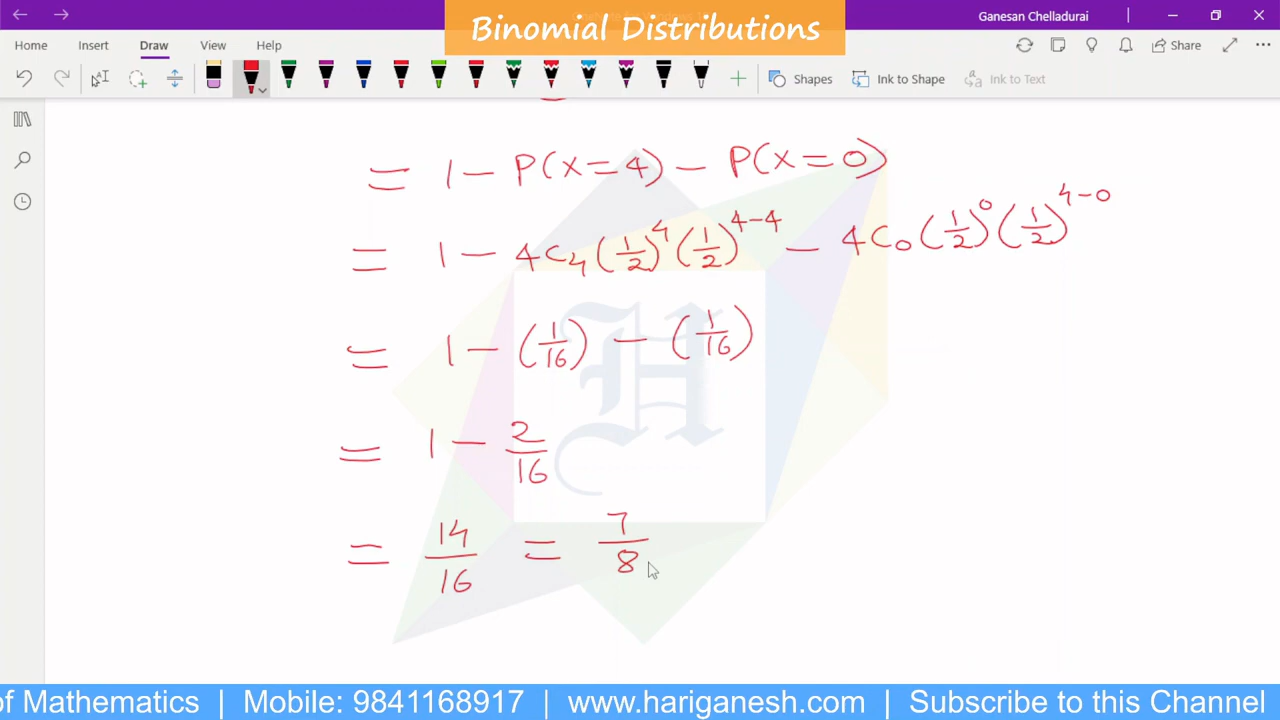 Binomial Distributions
Ganesan Chelladurai
Home Insert Draw View Help
Share
Shapes Ink to Shape Ink to Text
= 1 - P(X=4) - P(X=0)
= 1 - 4C₄ (1/2)⁴ (1/2)⁴⁻⁴ - 4C₀ (1/2)⁰ (1/2)⁴⁻⁰
= 1 - (1/16) - (1/16)
= 1 - 2/16
= 14/16 = 7/8
of Mathematics | Mobile: 9841168917 | www.hariganesh.com | Subscribe to this Channel